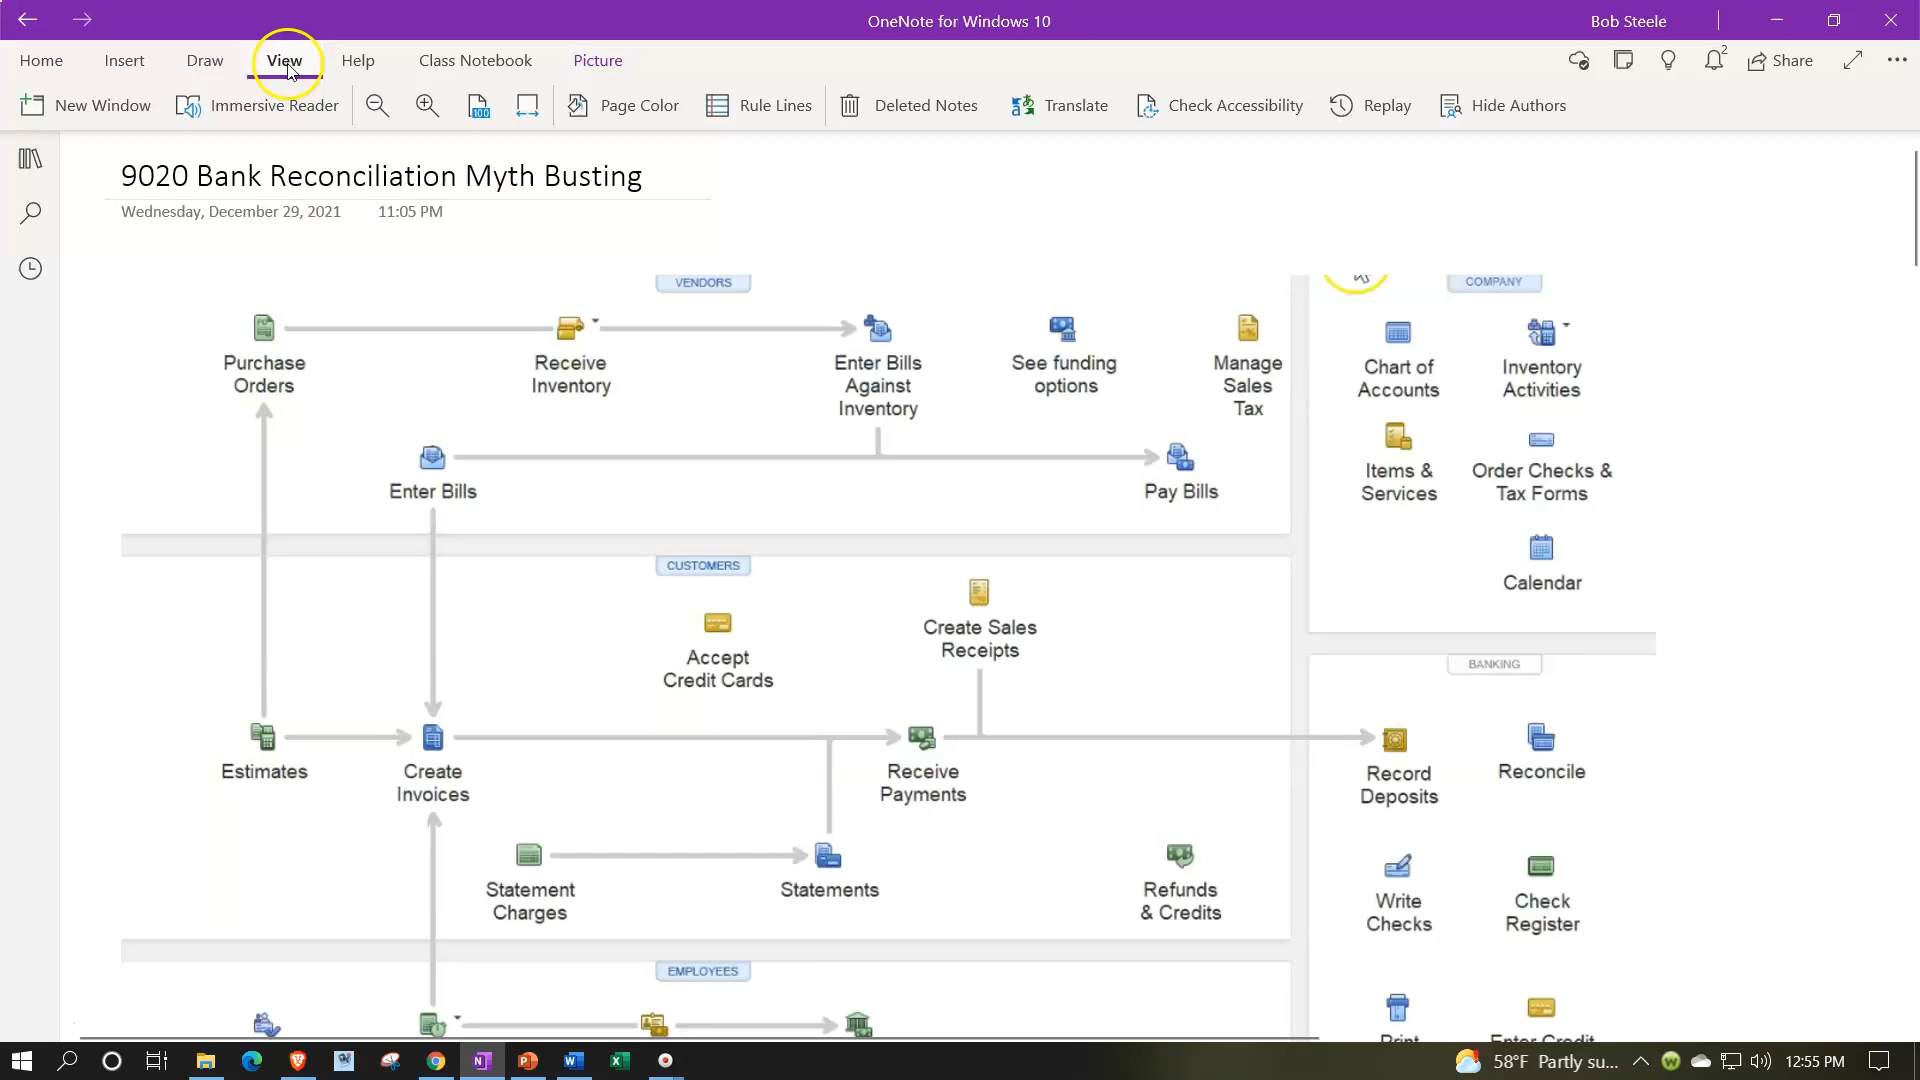 OneNote for Windows 10
Bob Steele
Home
Insert
Draw
View
Help
Class Notebook
Picture
2
Share
New Window
Immersive Reader
100
Page Color
Rule Lines
Deleted Notes
Translate
Check Accessibility
Replay
Hide Authors
9020 Bank Reconciliation Myth Busting
Wednesday, December 29, 2021
11:05 PM
VENDORS
COMPANY
Purchase
Orders
Receive
Inventory
Enter Bills
Against
Inventory
See funding
options
Manage
Sales
Tax
Chart of
Accounts
Inventory
Activities
Enter Bills
Pay Bills
Items &
Services
Order Checks &
Tax Forms
Calendar
CUSTOMERS
Accept
Credit Cards
Create Sales
Receipts
BANKING
Estimates
Create
Invoices
Receive
Payments
Record
Deposits
Reconcile
Statement
Charges
Statements
Refunds
& Credits
Write
Checks
Check
Register
EMPLOYEES
Print
Enter Credit
58°F Partly su...
12:55 PM